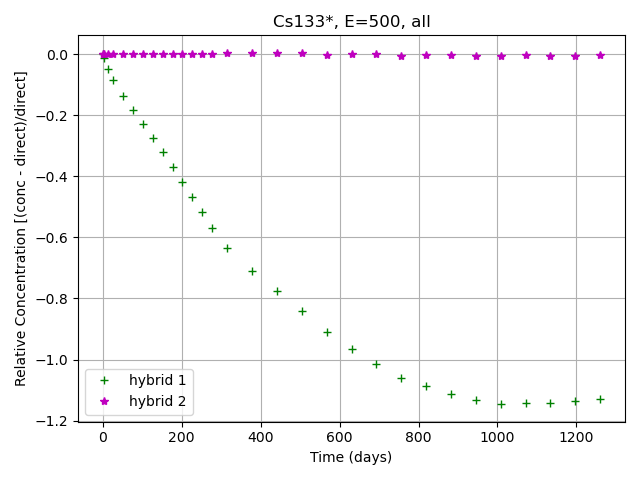 Cs133*, E=500, all
Relative Concentration [(conc - direct)/direct]
0.0
−0.2
−0.4
−0.6
−0.8
−1.0
−1.2
hybrid 1
hybrid 2
0 200 400 600 800 1000 1200
Time (days)